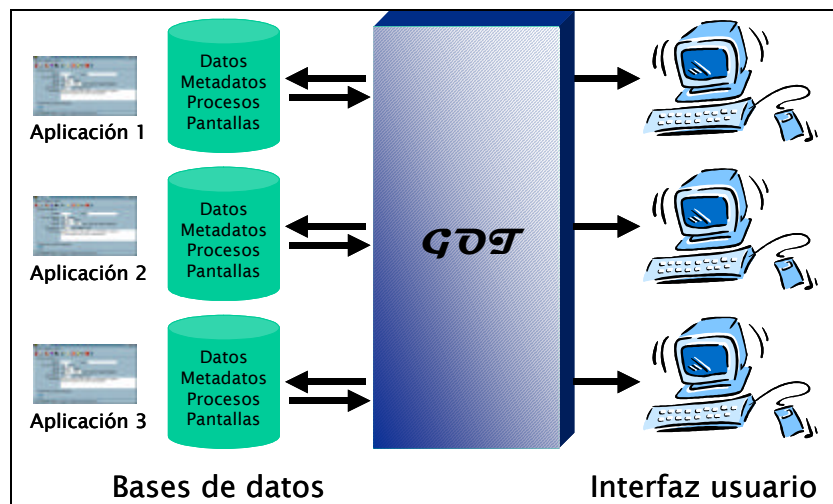 Datos
Metadatos
Procesos
Pantallas
Aplicación 1
Datos
Metadatos
Procesos
Pantallas
Aplicación 2
GOT
Datos
Metadatos
Procesos
Pantallas
Aplicación 3
Bases de datos
Interfaz usuario